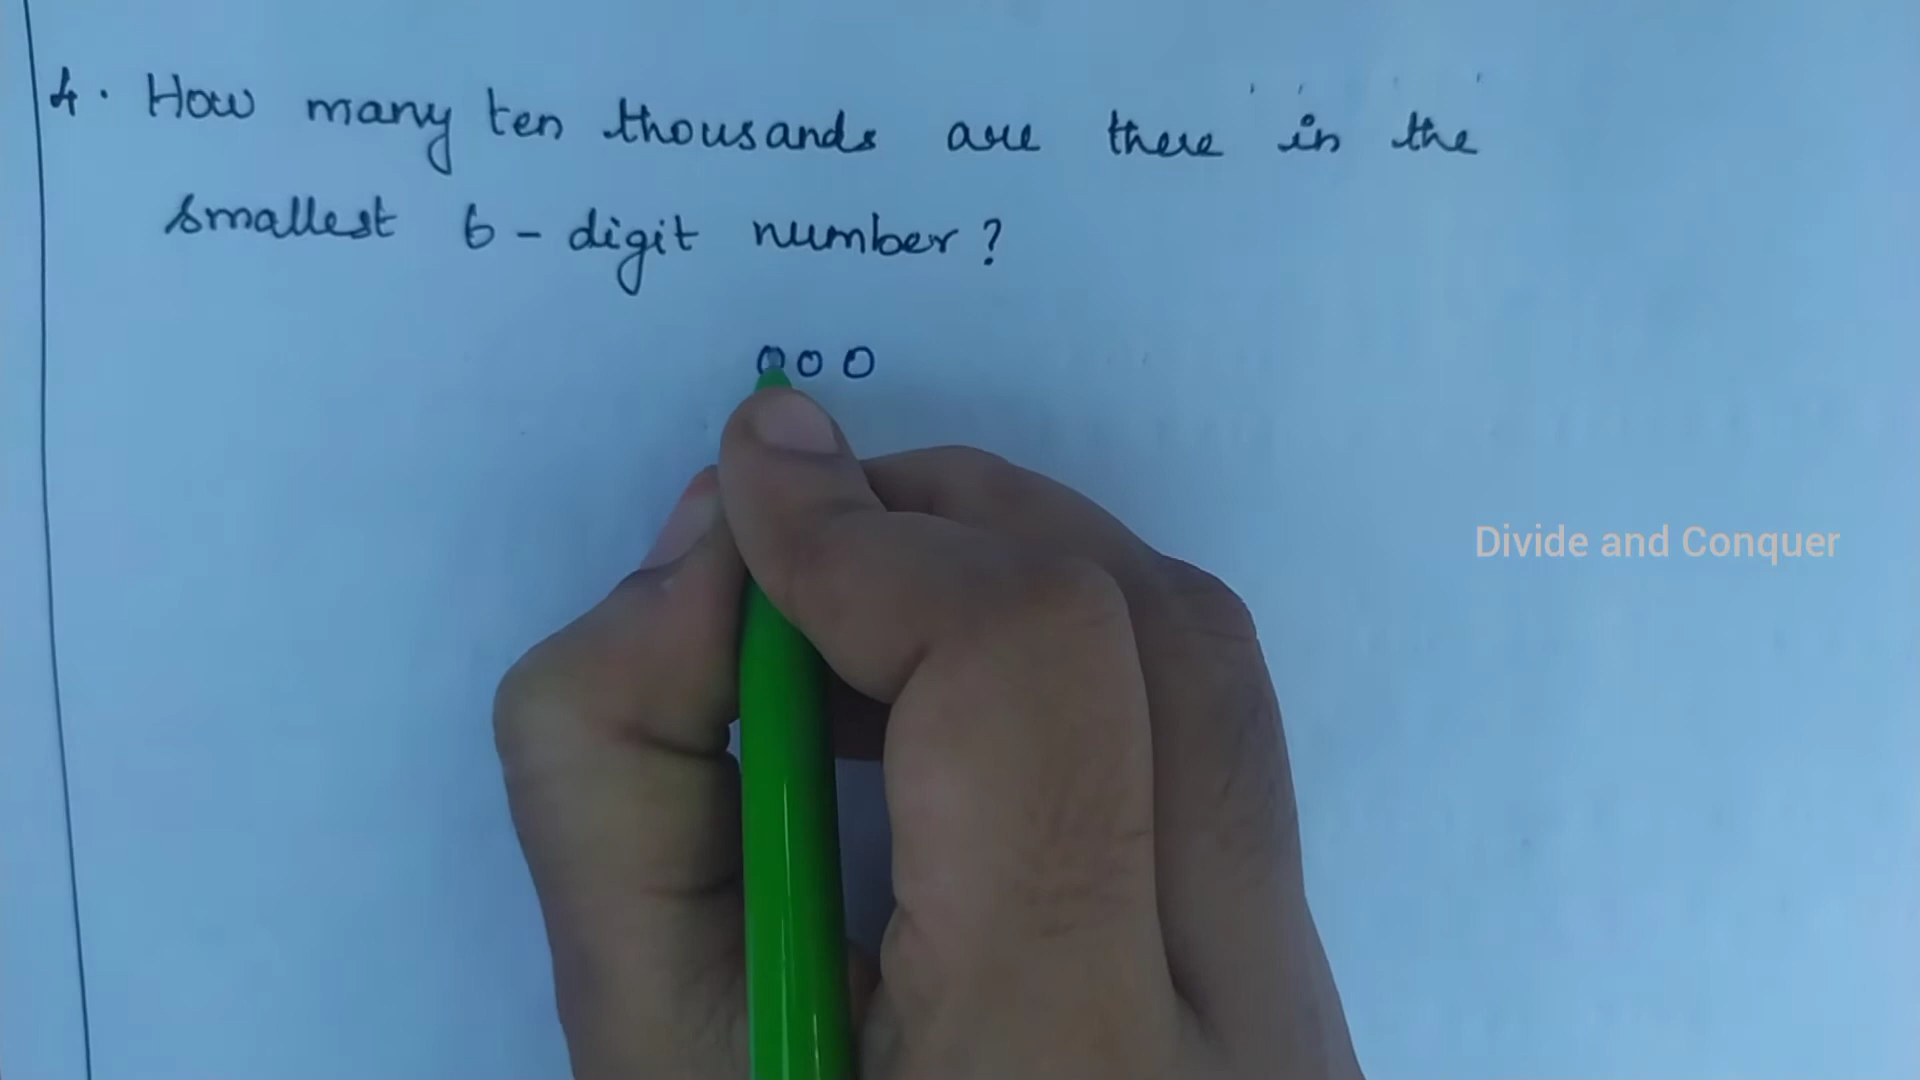 4. How many ten thousands are there in the
smallest 6-digit number?
000
Divide and Conquer